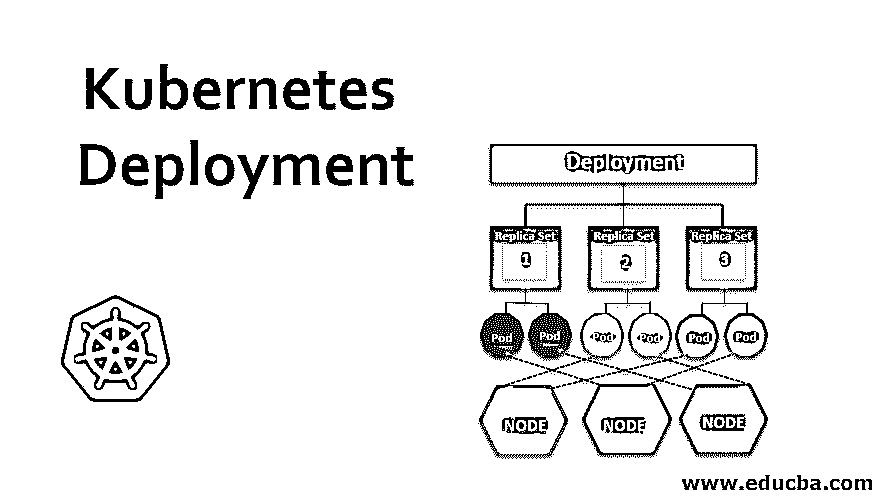 Kubernetes
Deployment
Deployment
Replica Set Replica Set Replica Set
1 2 3
Pod Pod Pod Pod Pod Pod
NODE NODE NODE
www.educba.com